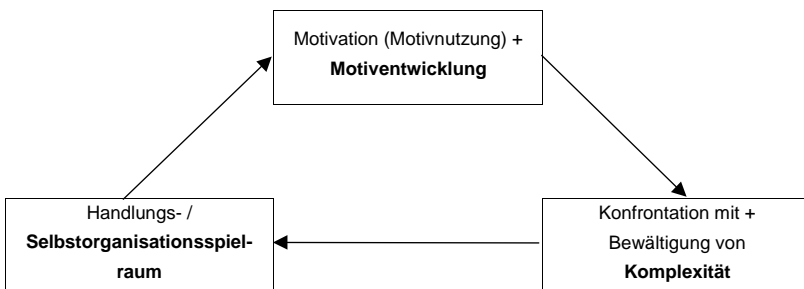 Motivation (Motivnutzung) +
Motiventwicklung
Handlungs- /
Selbstorganisationsspiel-
raum
Konfrontation mit +
Bewältigung von
Komplexität